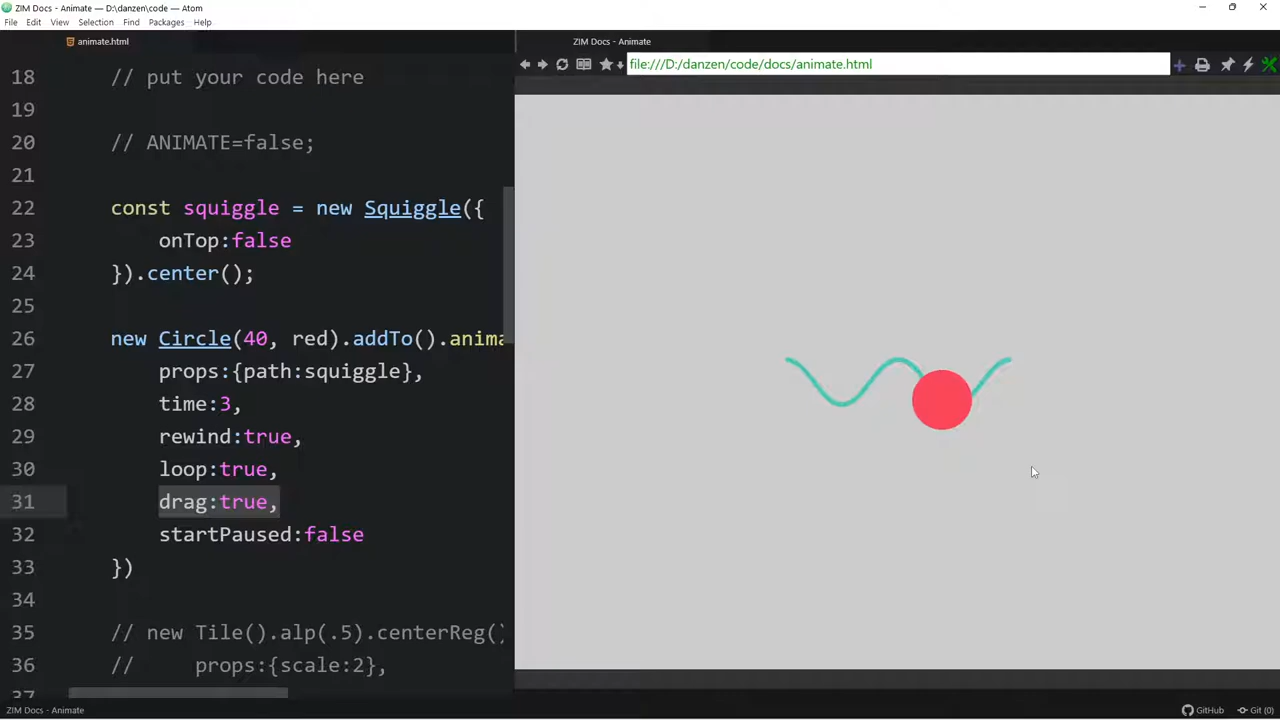 ZIM Docs - Animate — D:\danzen\code — Atom
File Edit View Selection Find Packages Help
animate.html
ZIM Docs - Animate
file:///D:/danzen/code/docs/animate.html
18 // put your code here
19
20 // ANIMATE=false;
21
22 const squiggle = new Squiggle({
23 onTop:false
24 }).center();
25
26 new Circle(40, red).addTo().anima
27 props:{path:squiggle},
28 time:3,
29 rewind:true,
30 loop:true,
31 drag:true,
32 startPaused:false
33 })
34
35 // new Tile().alp(.5).centerReg()
36 // props:{scale:2},
37
ZIM Docs - Animate
GitHub
Git (0)